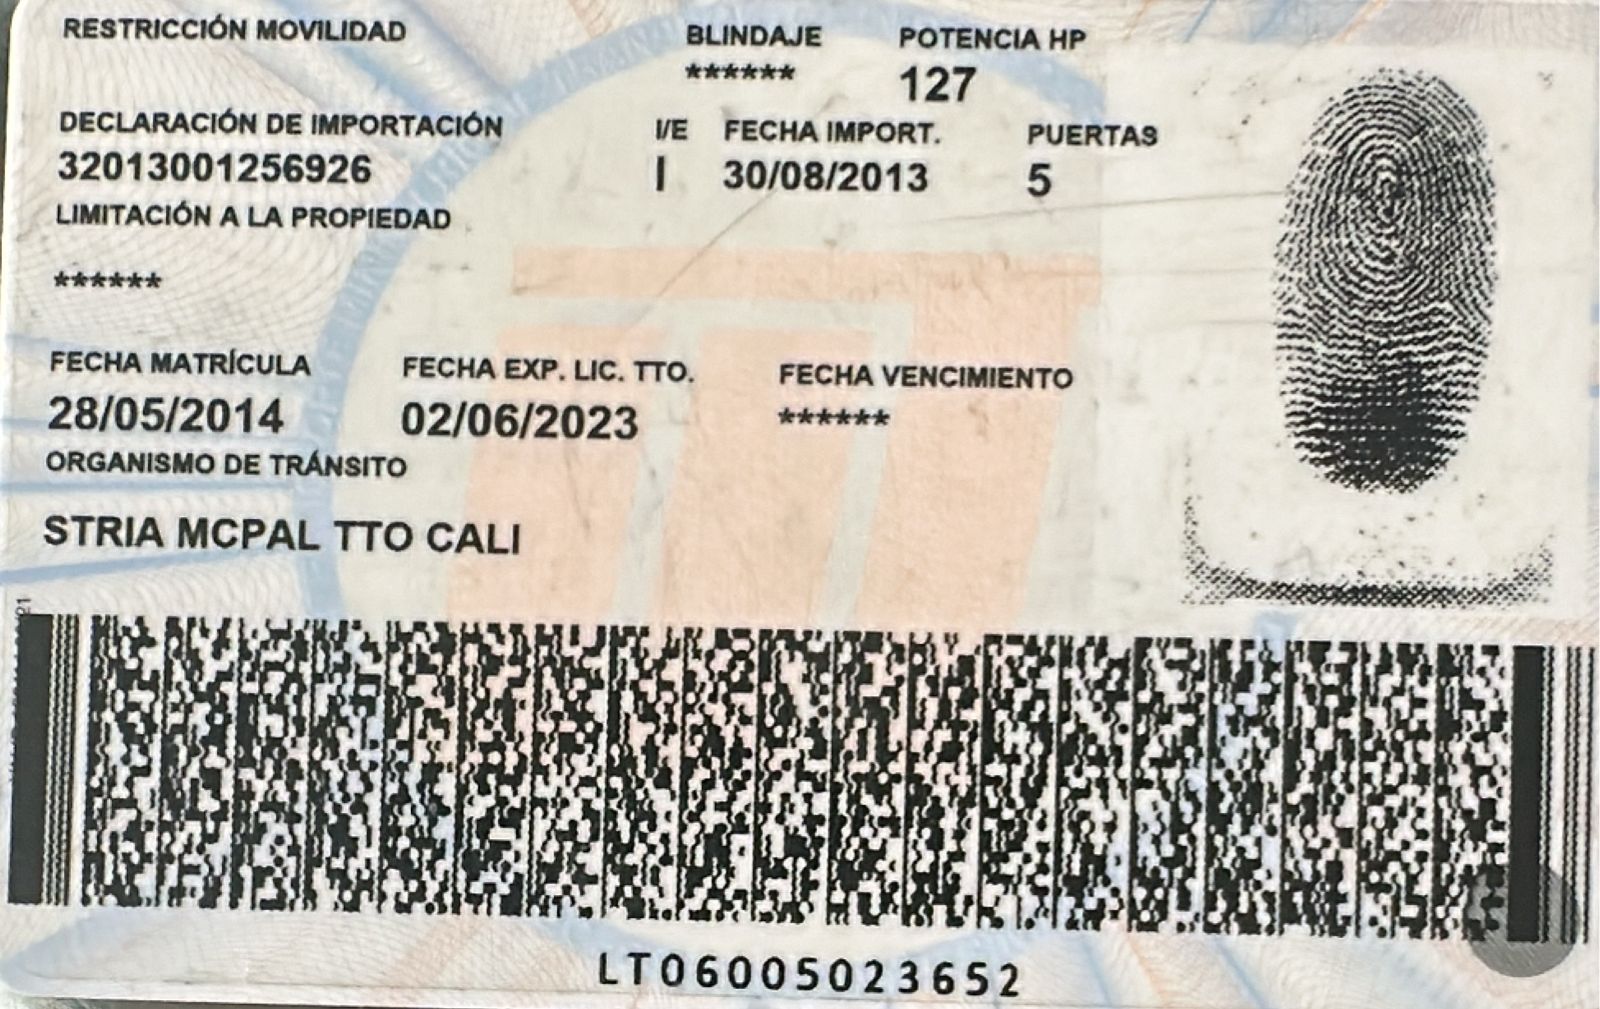 RESTRICCIÓN MOVILIDAD BLINDAJE POTENCIA HP
****** 127
DECLARACIÓN DE IMPORTACIÓN I/E FECHA IMPORT. PUERTAS
32013001256926 I 30/08/2013 5
LIMITACIÓN A LA PROPIEDAD
******
FECHA MATRÍCULA FECHA EXP. LIC. TTO. FECHA VENCIMIENTO
28/05/2014 02/06/2023 ******
ORGANISMO DE TRÁNSITO
STRIA MCPAL TTO CALI
LT06005023652